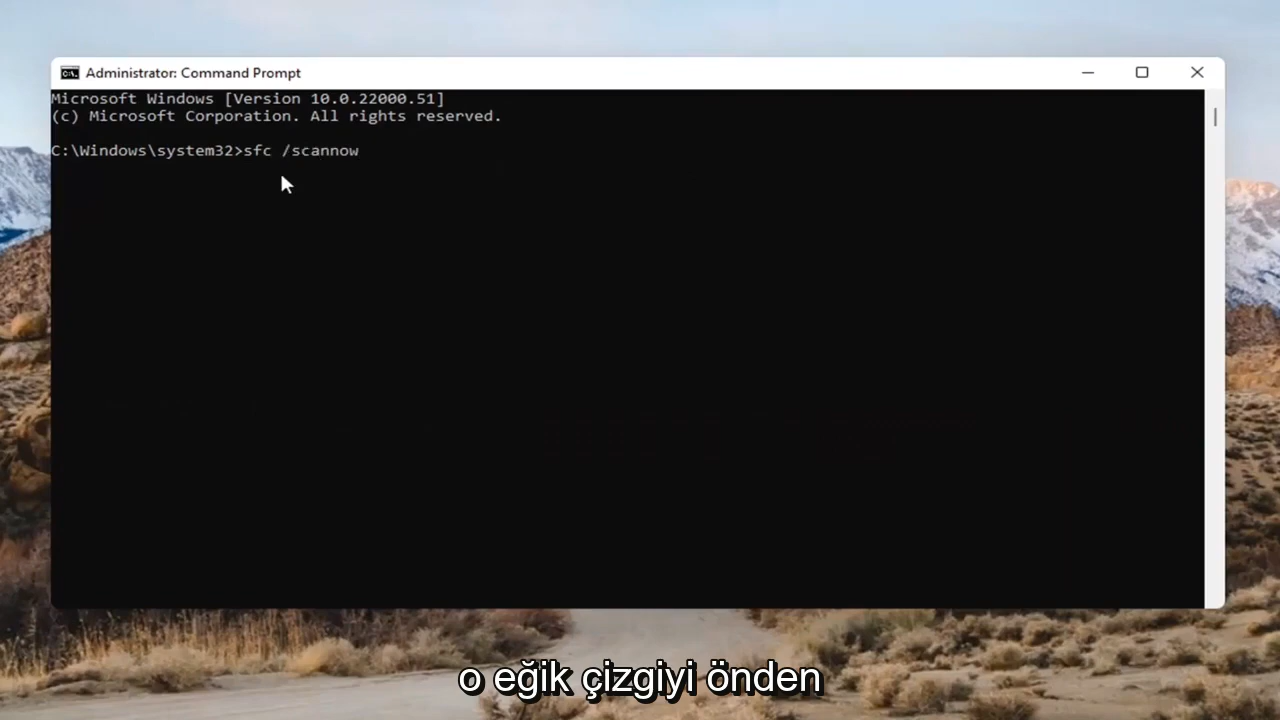 Administrator: Command Prompt
Microsoft Windows [Version 10.0.22000.51]
(c) Microsoft Corporation. All rights reserved.
C:\Windows\system32>sfc /scannow
o eğik çizgiyi önden